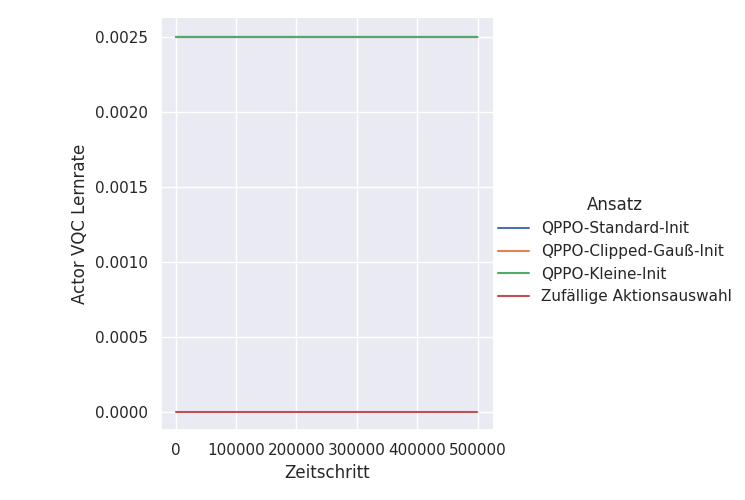 0.0025
0.0020
0.0015
0.0010
0.0005
0.0000
Actor VQC Lernrate
0 100000 200000 300000 400000 500000
Zeitschritt
Ansatz
QPPO-Standard-Init
QPPO-Clipped-Gauß-Init
QPPO-Kleine-Init
Zufällige Aktionsauswahl